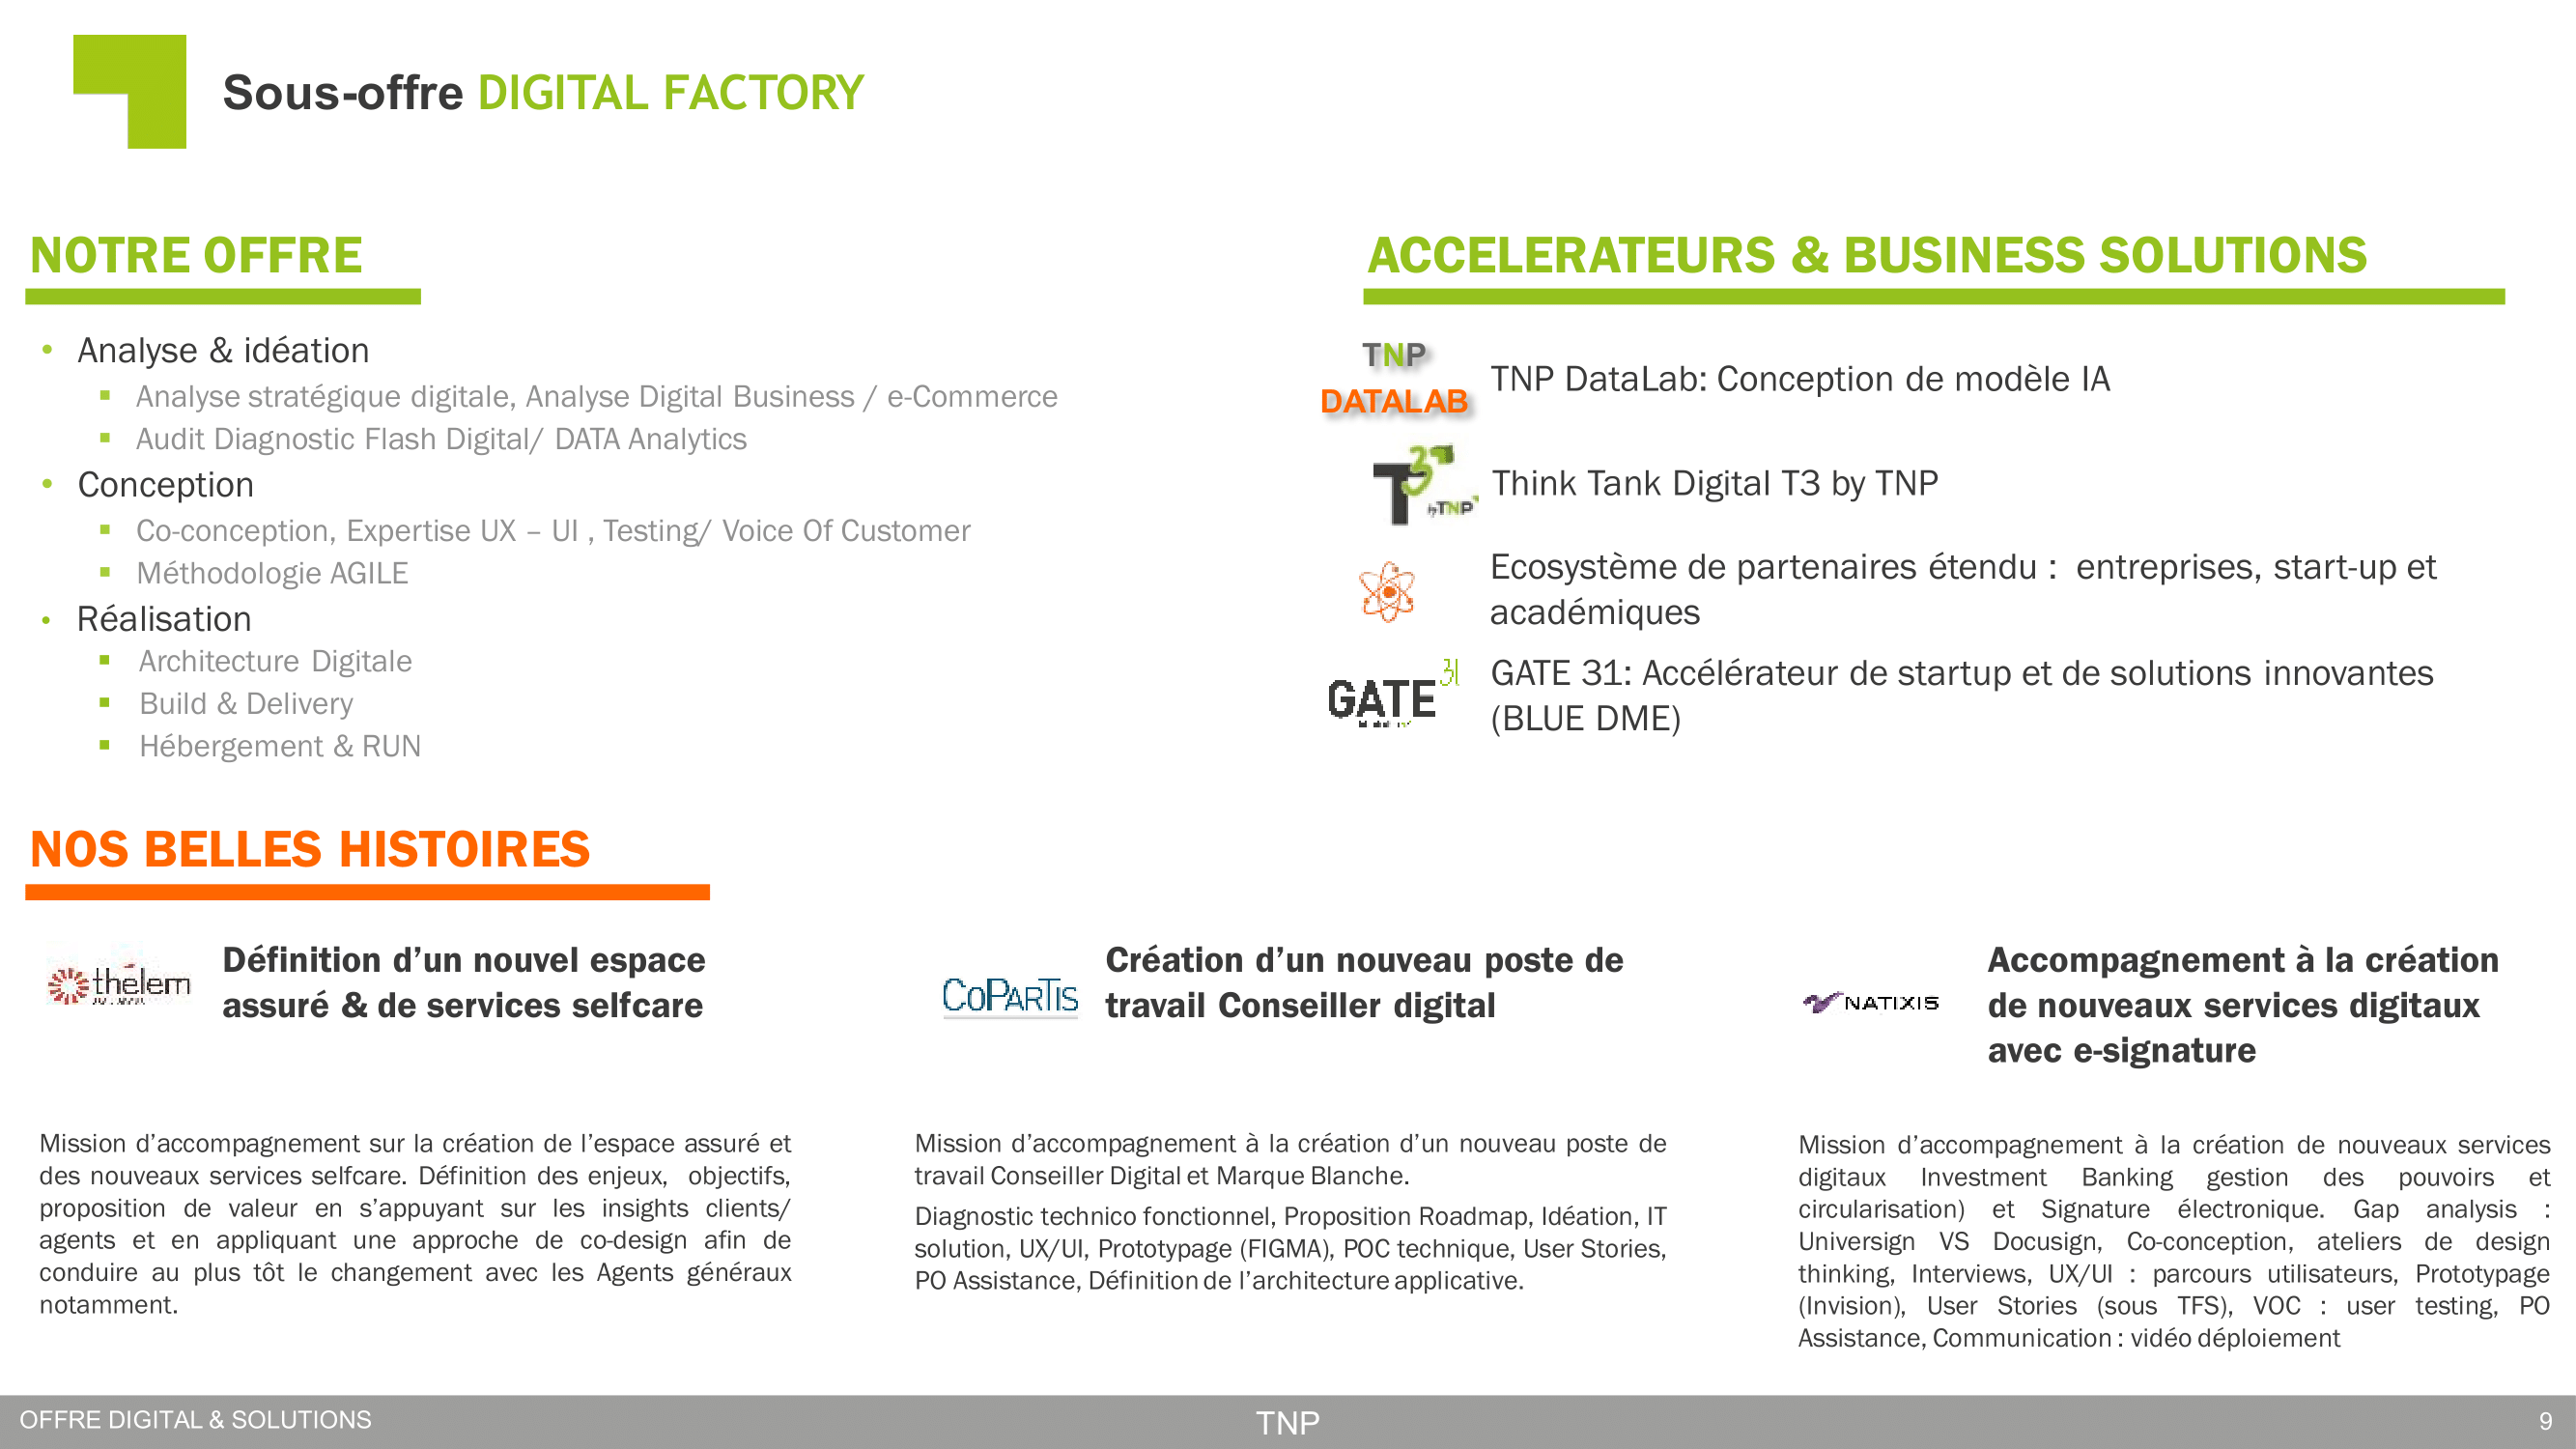 Sous-offre DIGITAL FACTORY
NOTRE OFFRE
• Analyse & idéation
▪ Analyse stratégique digitale, Analyse Digital Business / e-Commerce
▪ Audit Diagnostic Flash Digital/ DATA Analytics
• Conception
▪ Co-conception, Expertise UX – UI , Testing/ Voice Of Customer
▪ Méthodologie AGILE
• Réalisation
▪ Architecture Digitale
▪ Build & Delivery
▪ Hébergement & RUN
ACCELERATEURS & BUSINESS SOLUTIONS
TNP
DATALAB
TNP DataLab: Conception de modèle IA
T3
byTNP
Think Tank Digital T3 by TNP
Ecosystème de partenaires étendu : entreprises, start-up et
académiques
GATE 31
GATE 31: Accélérateur de startup et de solutions innovantes
(BLUE DME)
NOS BELLES HISTOIRES
thélem
Définition d’un nouvel espace
assuré & de services selfcare
Mission d’accompagnement sur la création de l’espace assuré et
des nouveaux services selfcare. Définition des enjeux, objectifs,
proposition de valeur en s’appuyant sur les insights clients/
agents et en appliquant une approche de co-design afin de
conduire au plus tôt le changement avec les Agents généraux
notamment.
COPARTIS
Création d’un nouveau poste de
travail Conseiller digital
Mission d’accompagnement à la création d’un nouveau poste de
travail Conseiller Digital et Marque Blanche.
Diagnostic technico fonctionnel, Proposition Roadmap, Idéation, IT
solution, UX/UI, Prototypage (FIGMA), POC technique, User Stories,
PO Assistance, Définition de l’architecture applicative.
NATIXIS
Accompagnement à la création
de nouveaux services digitaux
avec e-signature
Mission d’accompagnement à la création de nouveaux services
digitaux Investment Banking gestion des pouvoirs et
circularisation) et Signature électronique. Gap analysis :
Universign VS Docusign, Co-conception, ateliers de design
thinking, Interviews, UX/UI : parcours utilisateurs, Prototypage
(Invision), User Stories (sous TFS), VOC : user testing, PO
Assistance, Communication : vidéo déploiement
OFFRE DIGITAL & SOLUTIONS
TNP
9